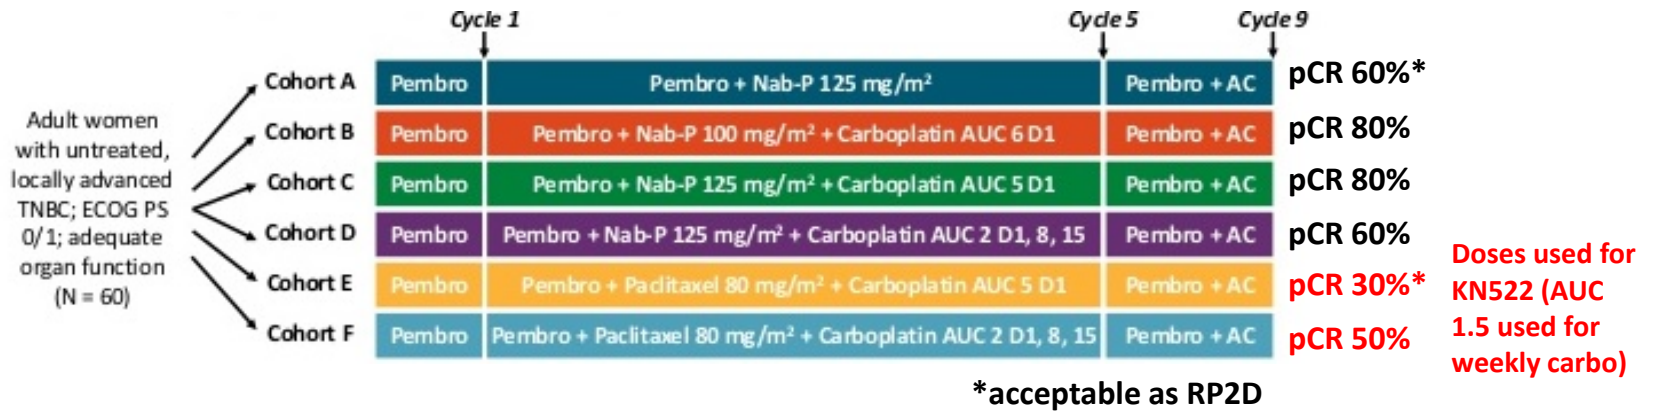 Cycle 1
Cycle 5
Cycle 9
Adult women
with untreated,
locally advanced
TNBC; ECOG PS
0/1; adequate
organ function
(N = 60)
Cohort A
Pembro
Pembro + Nab-P 125 mg/m²
Pembro + AC
pCR 60%*
Cohort B
Pembro
Pembro + Nab-P 100 mg/m² + Carboplatin AUC 6 D1
Pembro + AC
pCR 80%
Cohort C
Pembro
Pembro + Nab-P 125 mg/m² + Carboplatin AUC 5 D1
Pembro + AC
pCR 80%
Cohort D
Pembro
Pembro + Nab-P 125 mg/m² + Carboplatin AUC 2 D1, 8, 15
Pembro + AC
pCR 60%
Cohort E
Pembro
Pembro + Paclitaxel 80 mg/m² + Carboplatin AUC 5 D1
Pembro + AC
pCR 30%*
Cohort F
Pembro
Pembro + Paclitaxel 80 mg/m² + Carboplatin AUC 2 D1, 8, 15
Pembro + AC
pCR 50%
Doses used for
KN522 (AUC
1.5 used for
weekly carbo)
*acceptable as RP2D